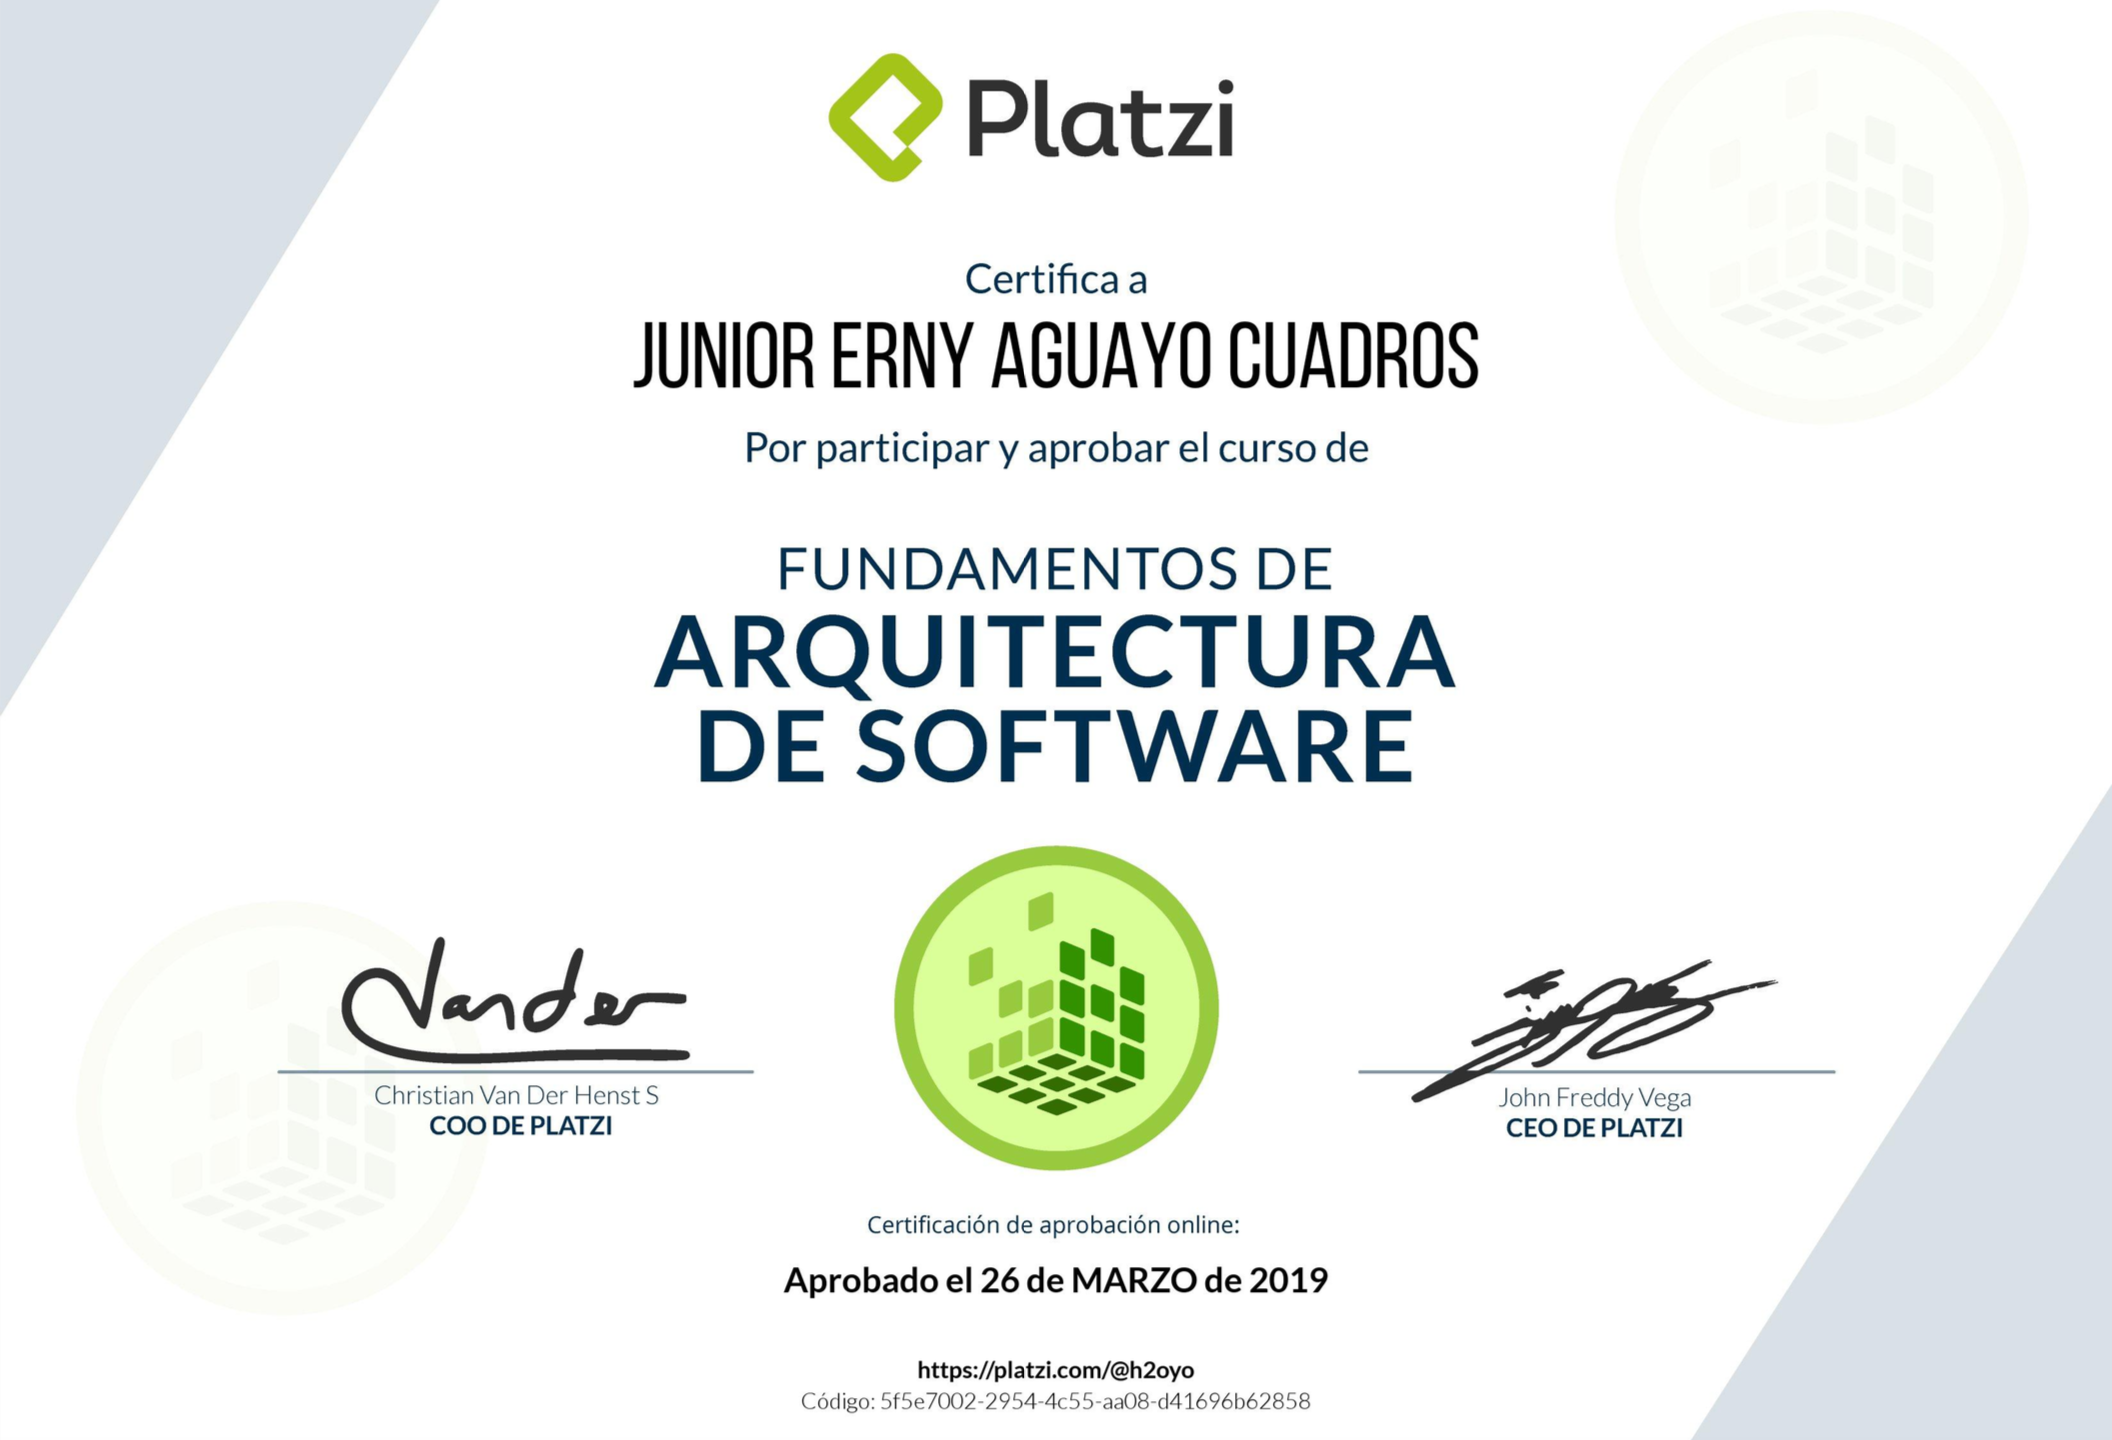 Platzi
Certifica a
JUNIOR ERNY AGUAYO CUADROS
Por participar y aprobar el curso de
FUNDAMENTOS DE
ARQUITECTURA
DE SOFTWARE
Vander
Christian Van Der Henst S
COO DE PLATZI
John Freddy Vega
CEO DE PLATZI
Certificación de aprobación online:
Aprobado el 26 de MARZO de 2019
https://platzi.com/@h2oyo
Código: 5f5e7002-2954-4c55-aa08-d41696b62858